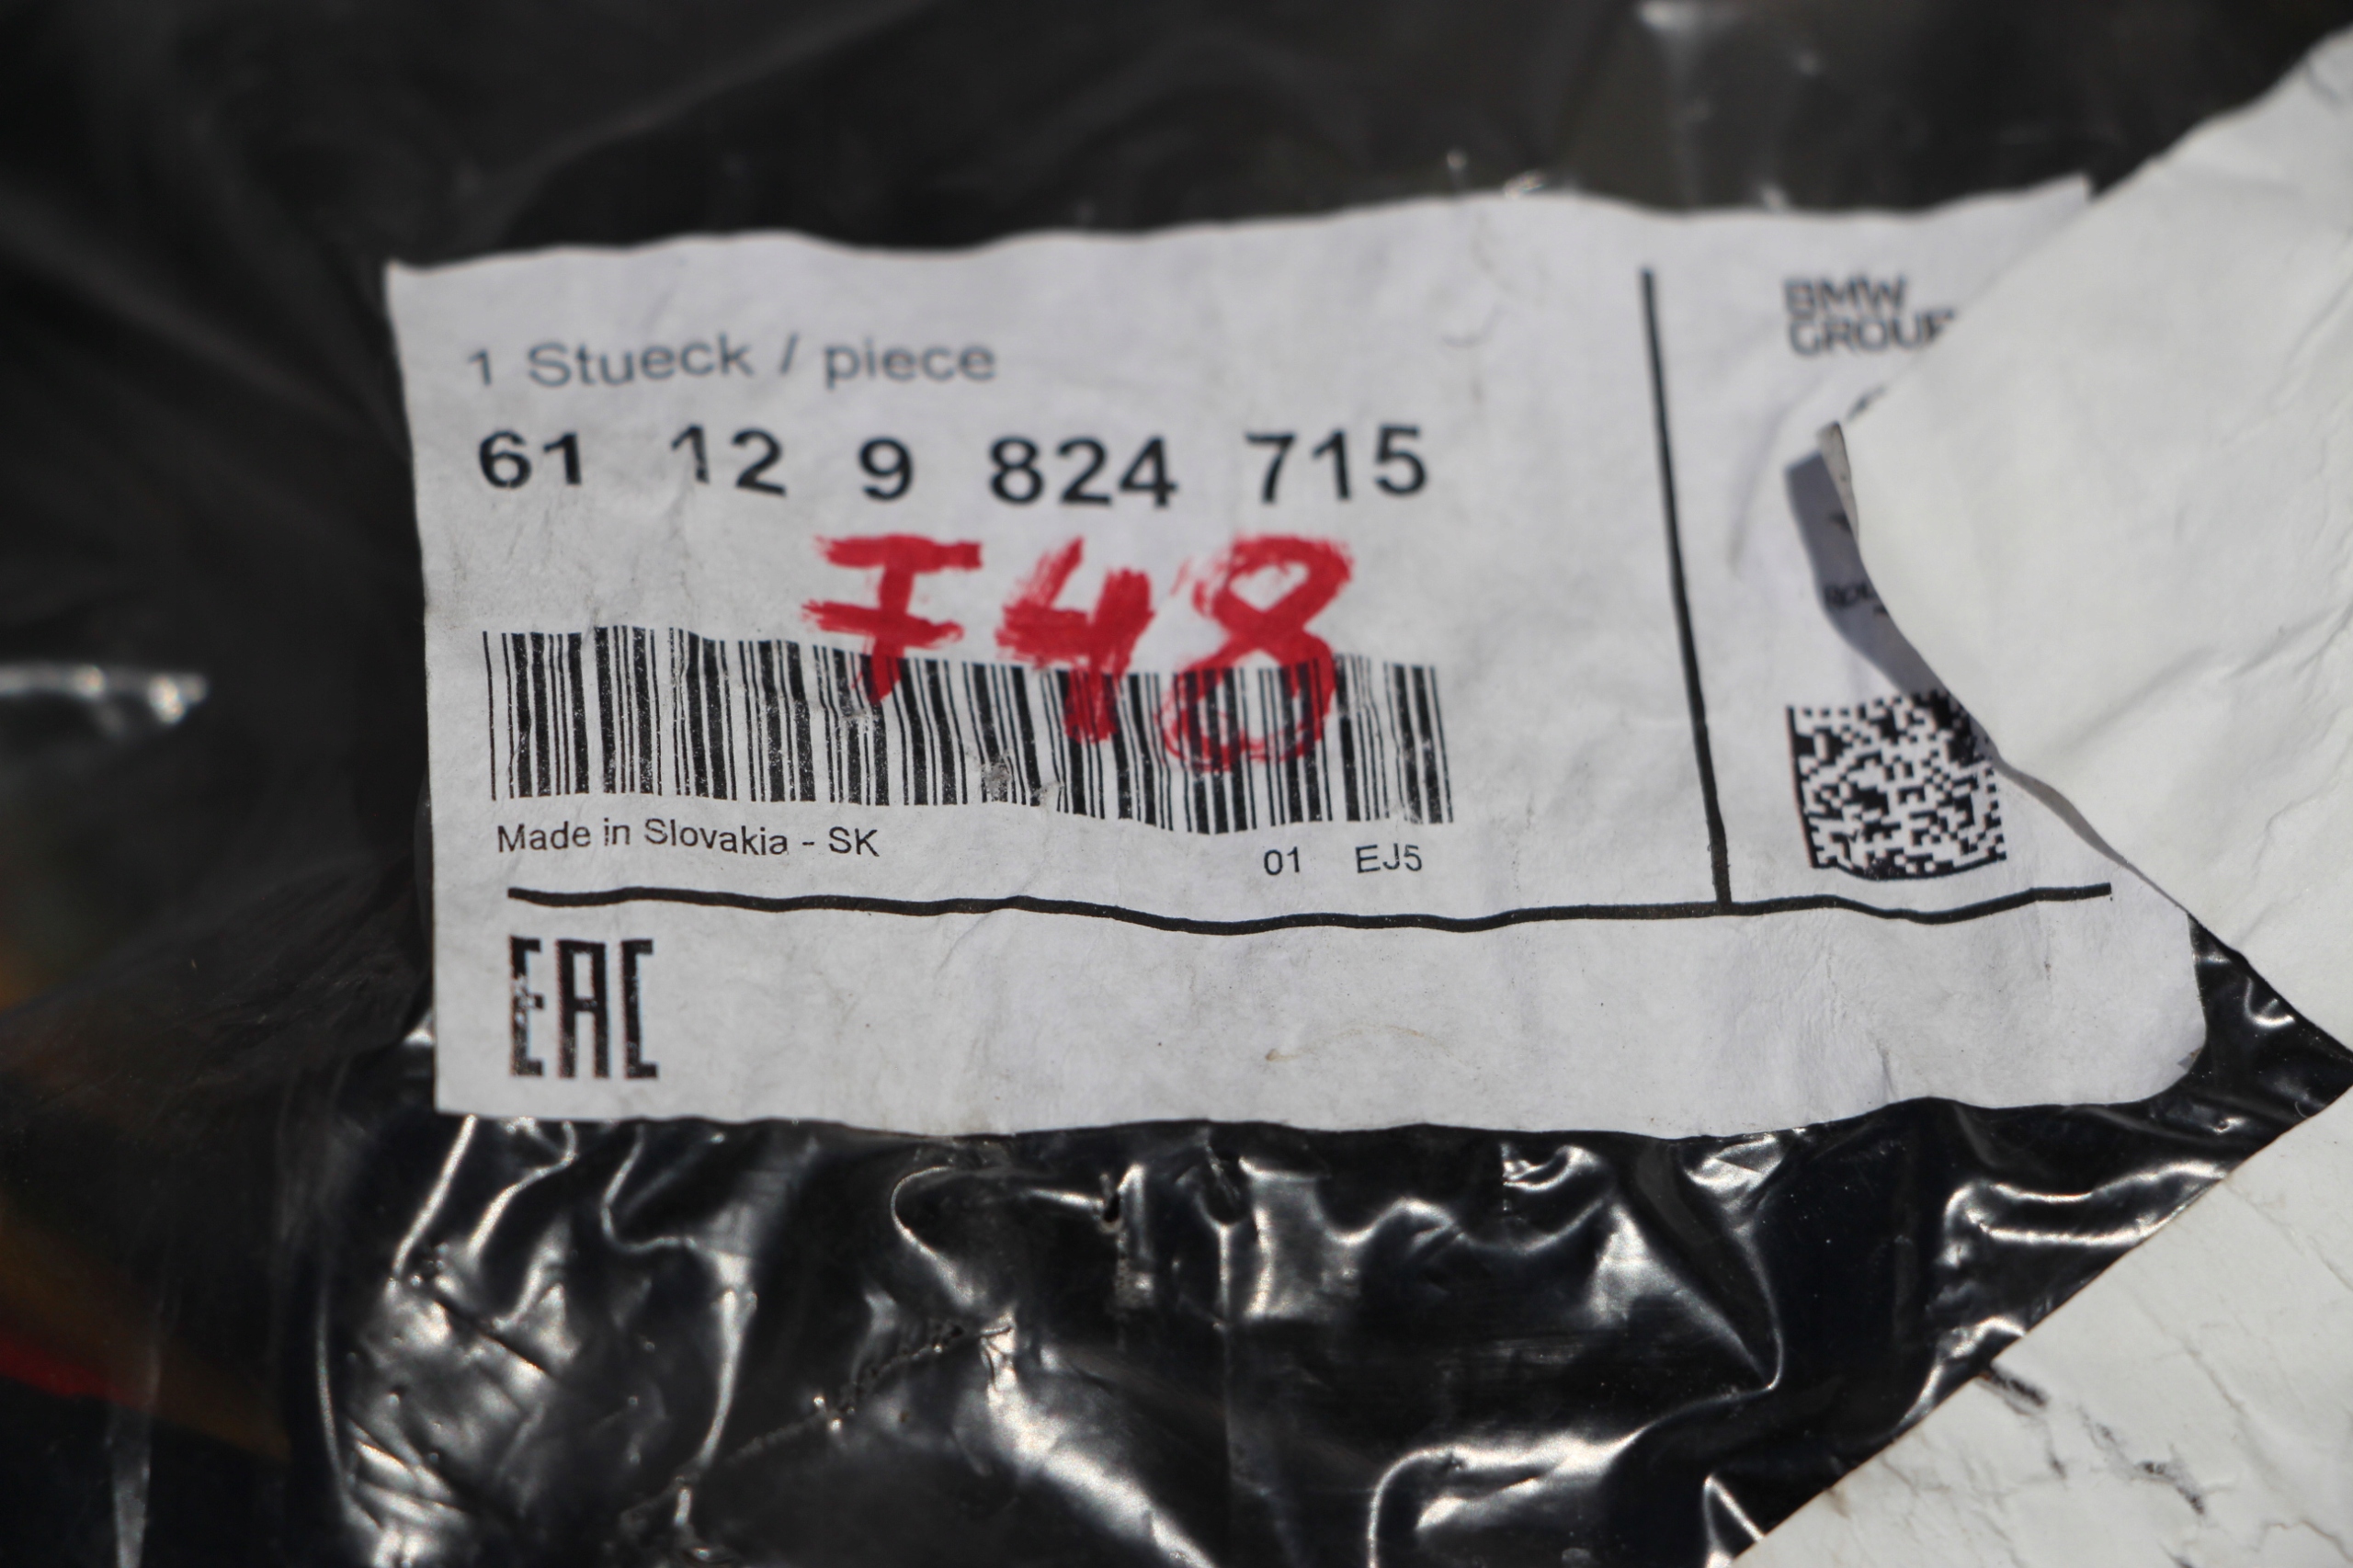 1 Stueck / piece
61 12 9 824 715
F48
Made in Slovakia - SK
01 EJ5
EAC
BMW
GROUP